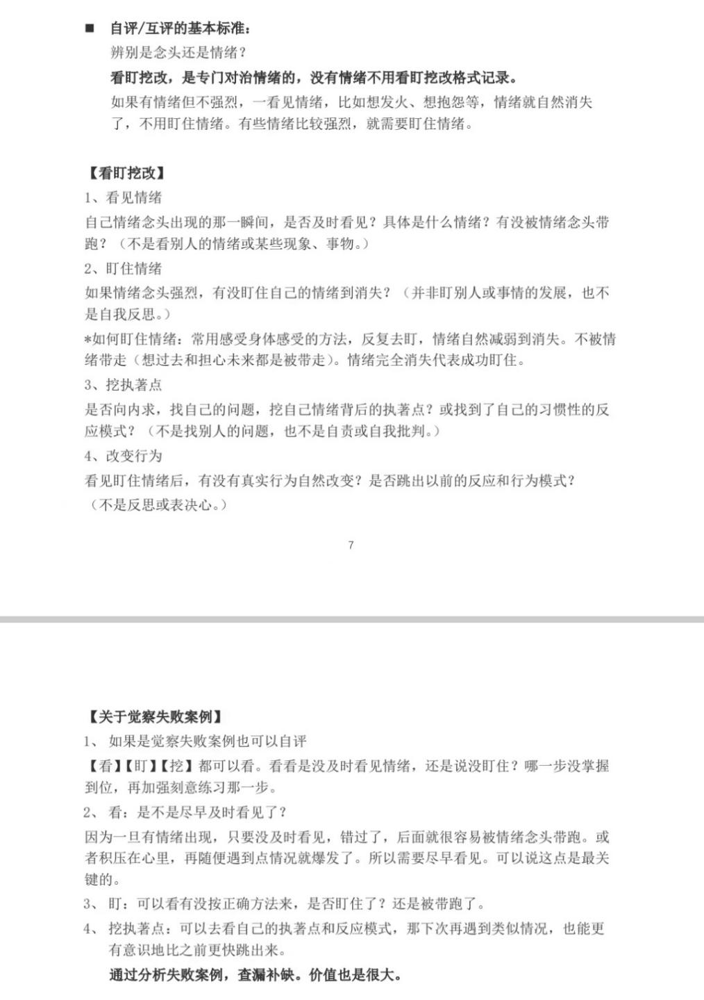 ■ 自评/互评的基本标准：
辨别是念头还是情绪？
看盯挖改，是专门对治情绪的，没有情绪不用看盯挖改格式记录。
如果有情绪但不强烈，一看见情绪，比如想发火、想抱怨等，情绪就自然消失
了，不用盯住情绪。有些情绪比较强烈，就需要盯住情绪。
【看盯挖改】
1、看见情绪
自己情绪念头出现的那一瞬间，是否及时看见？具体是什么情绪？有没被情绪念头带
跑？（不是看别人的情绪或某些现象、事物。）
2、盯住情绪
如果情绪念头强烈，有没盯住自己的情绪到消失？（并非盯别人或事情的发展，也不
是自我反思。）
*如何盯住情绪：常用感受身体感受的方法，反复去盯，情绪自然减弱到消失。不被情
绪带走（想过去和担心未来都是被带走）。情绪完全消失代表成功盯住。
3、挖执著点
是否向内求，找自己的问题，挖自己情绪背后的执著点？或找到了自己的习惯性的反
应模式？（不是找别人的问题，也不是自责或自我批判。）
4、改变行为
看见盯住情绪后，有没有真实行为自然改变？是否跳出以前的反应和行为模式？
（不是反思或表决心。）
7
【关于觉察失败案例】
1、 如果是觉察失败案例也可以自评
【看】【盯】【挖】都可以看。看看是没及时看见情绪，还是说没盯住？哪一步没掌握
到位，再加强刻意练习那一步。
2、 看：是不是尽早及时看见了？
因为一旦有情绪出现，只要没及时看见，错过了，后面就很容易被情绪念头带跑。或
者积压在心里，再随便遇到点情况就爆发了。所以需要尽早看见。可以说这点是最关
键的。
3、 盯：可以看有没按正确方法来，是否盯住了？还是被带跑了。
4、 挖执著点：可以去看自己的执著点和反应模式，那下次再遇到类似情况，也能更
有意识地比之前更快跳出来。
通过分析失败案例，查漏补缺。价值也是很大。